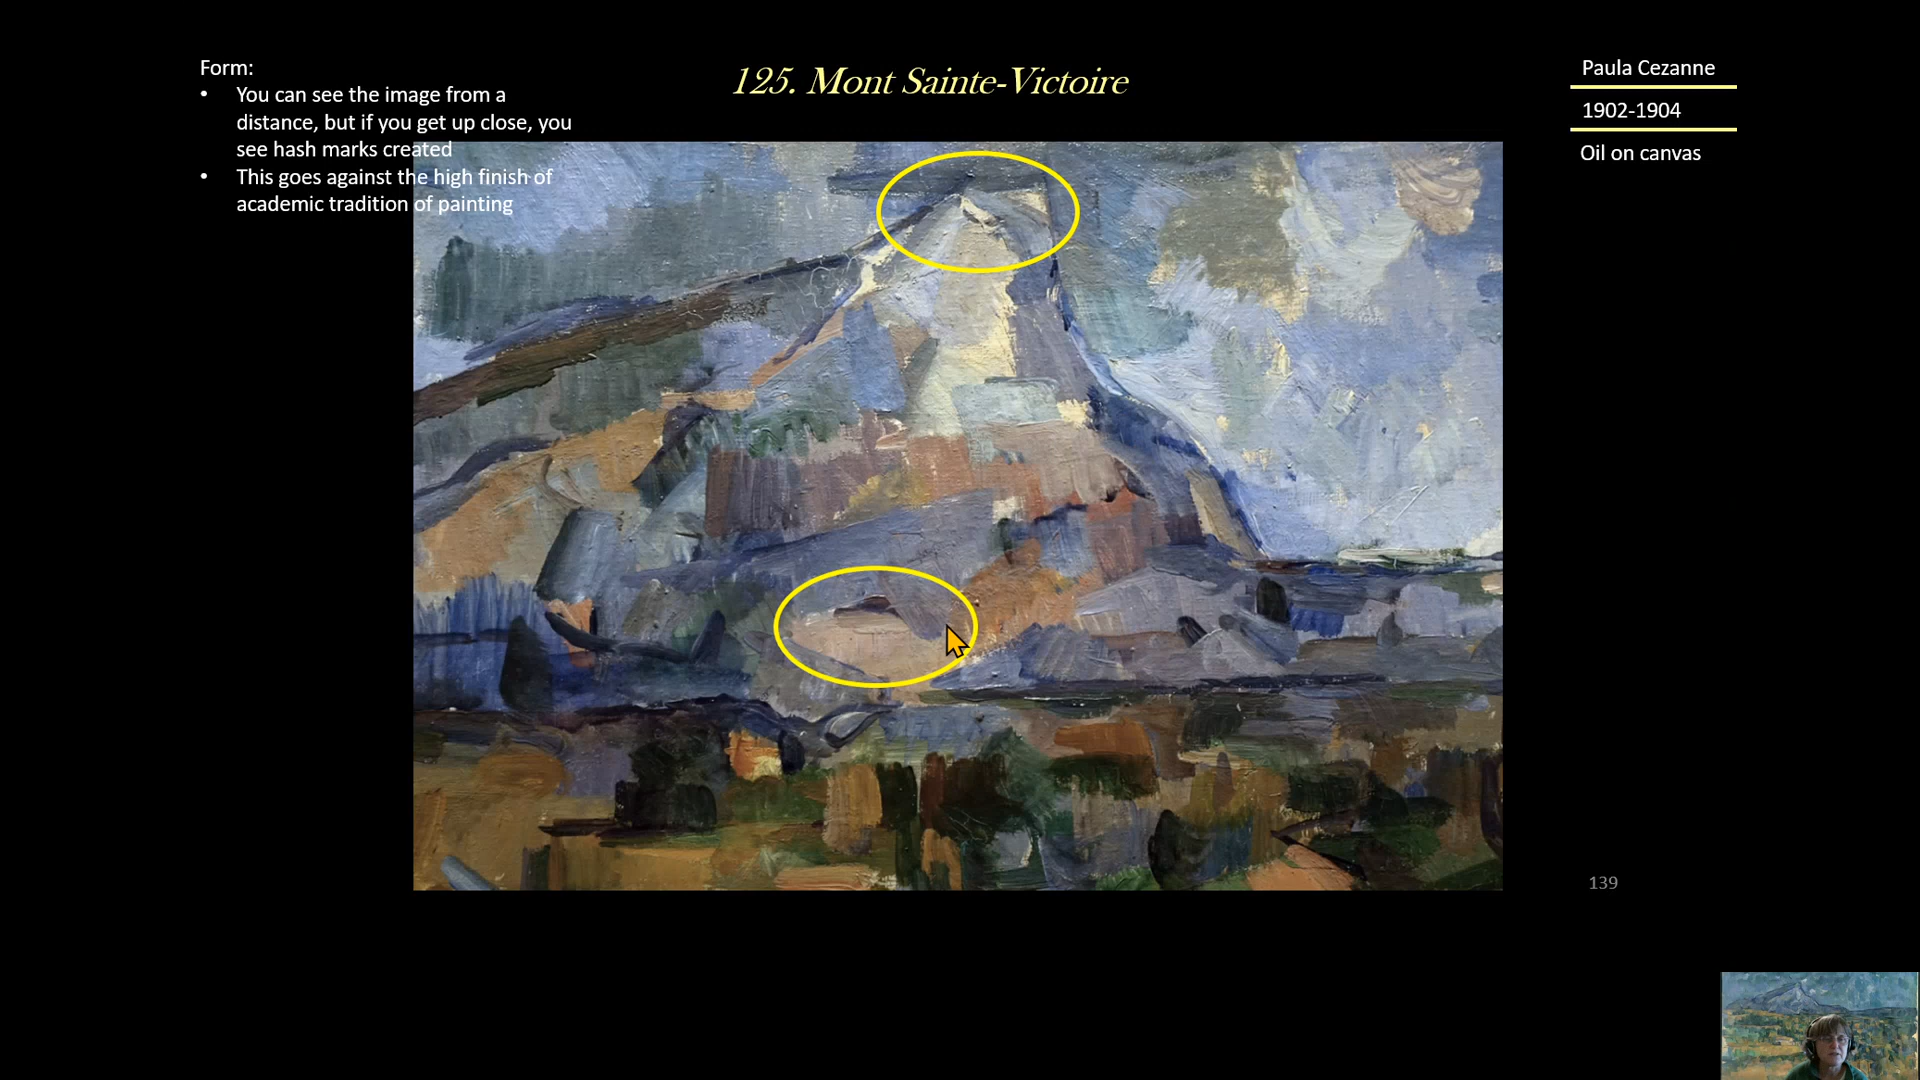 Form:
• You can see the image from a
distance, but if you get up close, you
see hash marks created
• This goes against the high finish of
academic tradition of painting
125. Mont Sainte-Victoire
Paula Cezanne
1902-1904
Oil on canvas
139